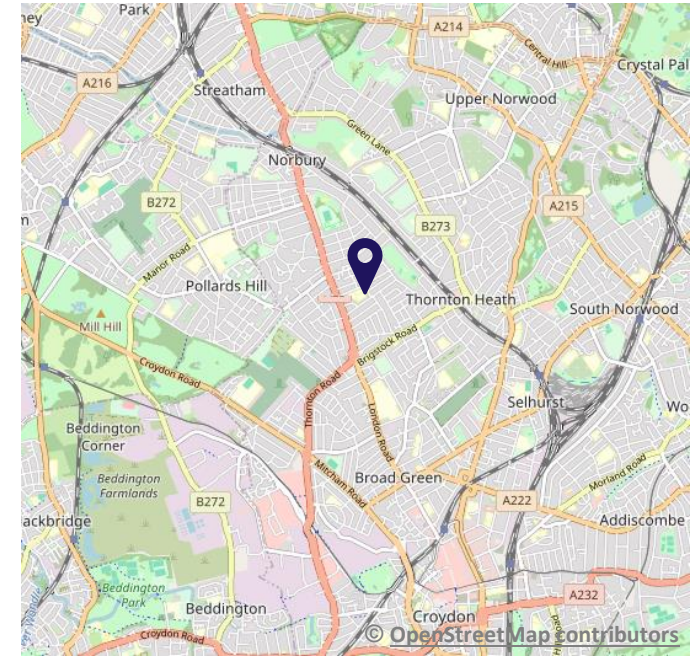 Park
A214
Central Hill
Crystal Pal
A216
Streatham
Upper Norwood
Green Lane
Norbury
B272
A215
B273
Manor Road
Pollards Hill
Thornton Heath
South Norwood
Mill Hill
Brigstock Road
Croydon Road
Thornton Road
Selhurst
London Road
Wo
Beddington
Corner
Mitcham Road
Broad Green
Morland Road
Beddington
Farmlands
B272
A222
ackbridge
Addiscombe
Beddington
Park
A232
Beddington
Croydon
Croydon Road
© OpenStreetMap contributors